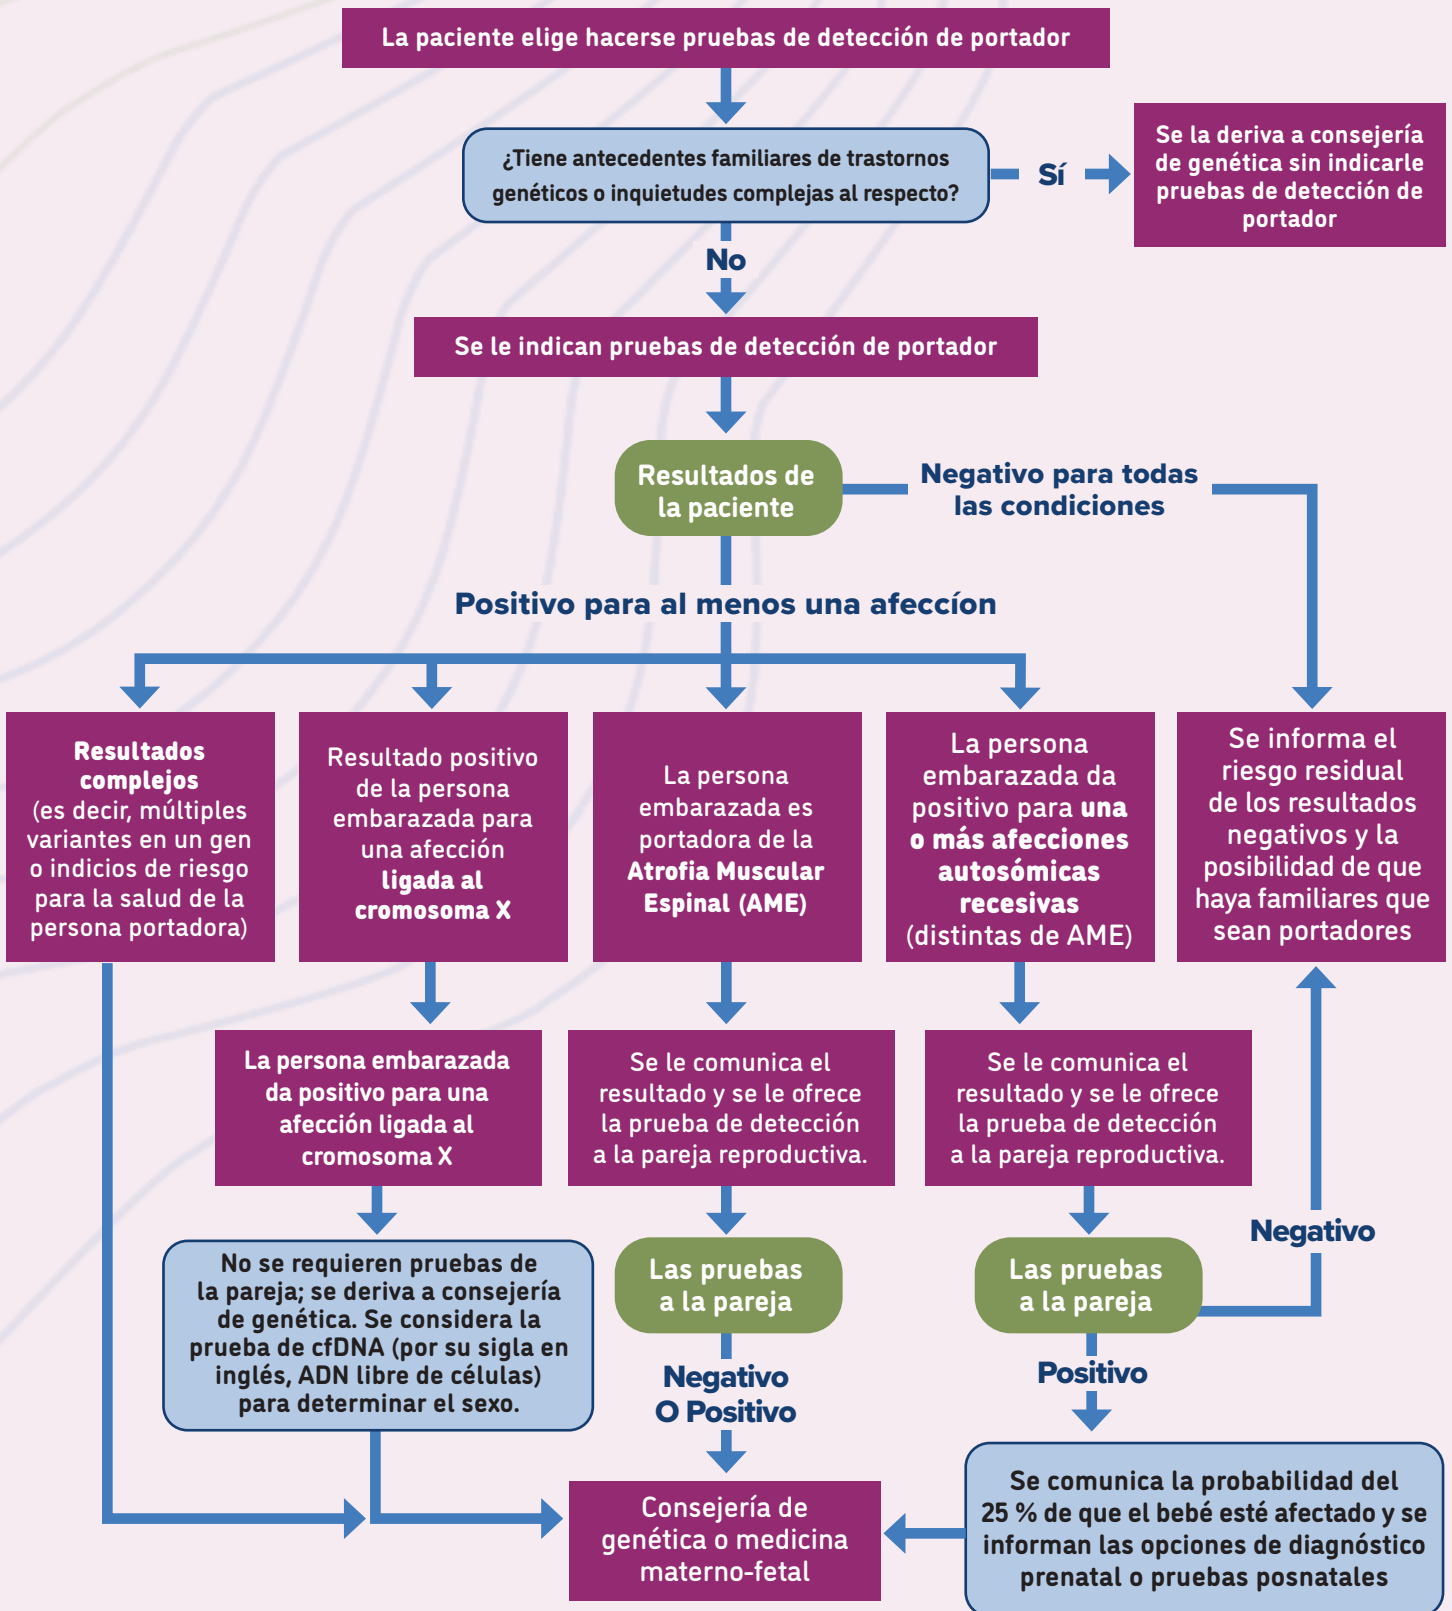 La paciente elige hacerse pruebas de detección de portador
¿Tiene antecedentes familiares de trastornos
genéticos o inquietudes complejas al respecto?
Sí
Se la deriva a consejería
de genética sin indicarle
pruebas de detección de
portador
No
Se le indican pruebas de detección de portador
Resultados de
la paciente
Negativo para todas
las condiciones
Positivo para al menos una afeccíon
Resultados
complejos
(es decir, múltiples
variantes en un gen
o indicios de riesgo
para la salud de la
persona portadora)
Resultado positivo
de la persona
embarazada para
una afección
ligada al
cromosoma X
La persona
embarazada es
portadora de la
Atrofia Muscular
Espinal (AME)
La persona
embarazada da
positivo para una
o más afecciones
autosómicas
recesivas
(distintas de AME)
Se informa el
riesgo residual
de los resultados
negativos y la
posibilidad de que
haya familiares que
sean portadores
La persona embarazada
da positivo para una
afección ligada al
cromosoma X
Se le comunica el
resultado y se le ofrece
la prueba de detección
a la pareja reproductiva.
Se le comunica el
resultado y se le ofrece
la prueba de detección
a la pareja reproductiva.
No se requieren pruebas de
la pareja; se deriva a consejería
de genética. Se considera la
prueba de cfDNA (por su sigla en
inglés, ADN libre de células)
para determinar el sexo.
Las pruebas
a la pareja
Las pruebas
a la pareja
Negativo
Negativo
O Positivo
Positivo
Consejería de
genética o medicina
materno-fetal
Se comunica la probabilidad del
25 % de que el bebé esté afectado y se
informan las opciones de diagnóstico
prenatal o pruebas posnatales